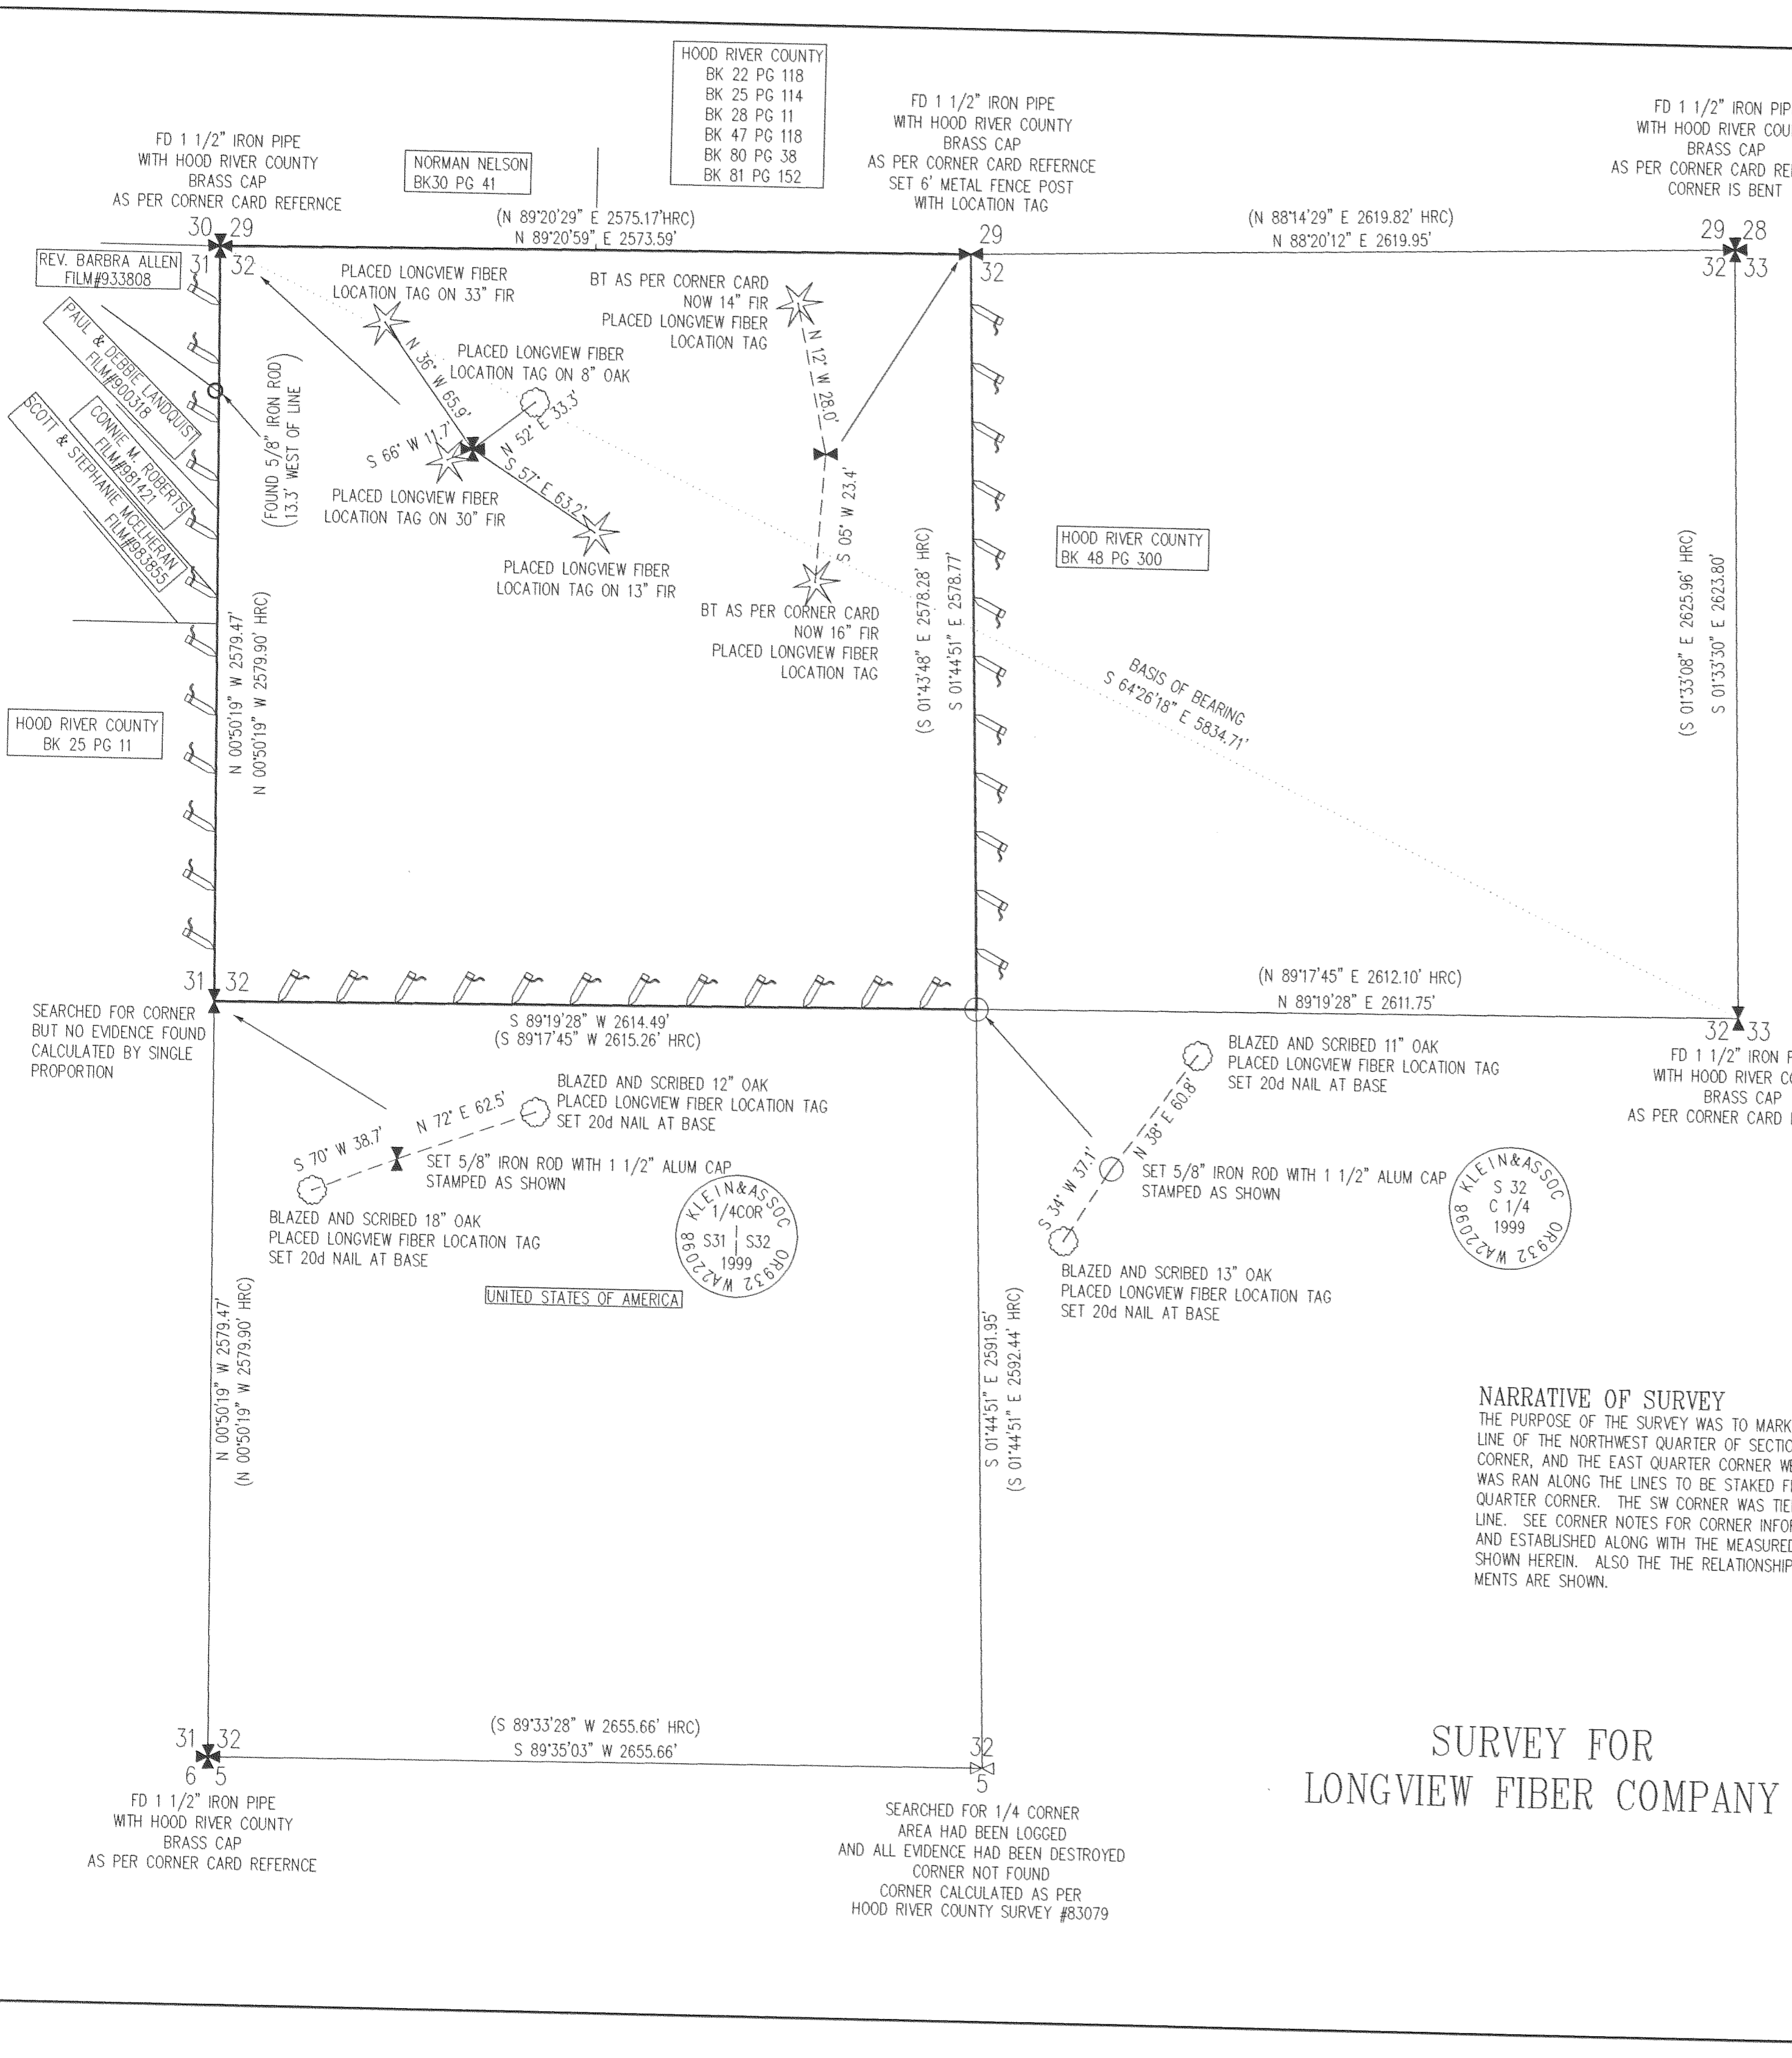 HOOD RIVER COUNTY
BK 22 PG 118
BK 25 PG 114
BK 28 PG 11
BK 47 PG 118
BK 80 PG 38
BK 81 PG 152
FD 1 1/2" IRON PIPE
WITH HOOD RIVER COUNTY
BRASS CAP
AS PER CORNER CARD REFERNCE
NORMAN NELSON
BK30 PG 41
FD 1 1/2" IRON PIPE
WITH HOOD RIVER COUNTY
BRASS CAP
AS PER CORNER CARD REFERNCE
SET 6' METAL FENCE POST
WITH LOCATION TAG
FD 1 1/2" IRON PIP
WITH HOOD RIVER COU
BRASS CAP
AS PER CORNER CARD RE
CORNER IS BENT
(N 89°20'29" E 2575.17'HRC)
N 89°20'59" E 2573.59'
(N 88°14'29" E 2619.82' HRC)
N 88°20'12" E 2619.95'
30 29
31 32
29
32
29 28
32 33
REV. BARBRA ALLEN
FILM#933808
PAUL & DEBBIE LANDQUIST
FILM#900318
CONNIE M. ROBERTS
FILM#981421
SCOTT & STEPHANIE MCELHERAN
FILM#983855
(FOUND 5/8" IRON ROD)
(13.3' WEST OF LINE)
PLACED LONGVIEW FIBER
LOCATION TAG ON 33" FIR
PLACED LONGVIEW FIBER
LOCATION TAG ON 8" OAK
N 36° W 65.9'
N 52° E 33.3'
S 66° W 11.7'
S 57° E 63.2'
PLACED LONGVIEW FIBER
LOCATION TAG ON 30" FIR
PLACED LONGVIEW FIBER
LOCATION TAG ON 13" FIR
BT AS PER CORNER CARD
NOW 14" FIR
PLACED LONGVIEW FIBER
LOCATION TAG
N 12° W 28.0'
S 05° W 23.4'
BT AS PER CORNER CARD
NOW 16" FIR
PLACED LONGVIEW FIBER
LOCATION TAG
(S 01°43'48" E 2578.28' HRC)
S 01°44'51" E 2578.77'
HOOD RIVER COUNTY
BK 48 PG 300
(S 01°33'08" E 2625.96' HRC)
S 01°33'30" E 2623.80'
N 00°50'19" W 2579.47'
N 00°50'19" W 2579.90' HRC)
BASIS OF BEARING
S 64°26'18" E 5834.71'
HOOD RIVER COUNTY
BK 25 PG 11
31 32
SEARCHED FOR CORNER
BUT NO EVIDENCE FOUND
CALCULATED BY SINGLE
PROPORTION
S 89°19'28" W 2614.49'
(S 89°17'45" W 2615.26' HRC)
(N 89°17'45" E 2612.10' HRC)
N 89°19'28" E 2611.75'
32 33
FD 1 1/2" IRON P
WITH HOOD RIVER CO
BRASS CAP
AS PER CORNER CARD
BLAZED AND SCRIBED 12" OAK
PLACED LONGVIEW FIBER LOCATION TAG
SET 20d NAIL AT BASE
N 72° E 62.5'
S 70° W 38.7'
SET 5/8" IRON ROD WITH 1 1/2" ALUM CAP
STAMPED AS SHOWN
BLAZED AND SCRIBED 18" OAK
PLACED LONGVIEW FIBER LOCATION TAG
SET 20d NAIL AT BASE
KLEIN&ASSOC OR932 WA22098
1/4COR
S31 S32
1999
UNITED STATES OF AMERICA
BLAZED AND SCRIBED 11" OAK
PLACED LONGVIEW FIBER LOCATION TAG
SET 20d NAIL AT BASE
N 38° E 60.8'
S 34° W 37.1'
SET 5/8" IRON ROD WITH 1 1/2" ALUM CAP
STAMPED AS SHOWN
KLEIN&ASSOC OR932 WA22098
S 32
C 1/4
1999
BLAZED AND SCRIBED 13" OAK
PLACED LONGVIEW FIBER LOCATION TAG
SET 20d NAIL AT BASE
N 00°50'19" W 2579.47'
(N 00°50'19" W 2579.90' HRC)
S 01°44'51" E 2591.95'
(S 01°44'51" E 2592.44' HRC)
NARRATIVE OF SURVEY
THE PURPOSE OF THE SURVEY WAS TO MARK
LINE OF THE NORTHWEST QUARTER OF SECTIO
CORNER, AND THE EAST QUARTER CORNER WE
WAS RAN ALONG THE LINES TO BE STAKED F
QUARTER CORNER. THE SW CORNER WAS TIE
LINE. SEE CORNER NOTES FOR CORNER INFO
AND ESTABLISHED ALONG WITH THE MEASURED
SHOWN HEREIN. ALSO THE THE RELATIONSHIP
MENTS ARE SHOWN.
(S 89°33'28" W 2655.66' HRC)
S 89°35'03" W 2655.66'
31 32
6 5
32
5
FD 1 1/2" IRON PIPE
WITH HOOD RIVER COUNTY
BRASS CAP
AS PER CORNER CARD REFERNCE
SEARCHED FOR 1/4 CORNER
AREA HAD BEEN LOGGED
AND ALL EVIDENCE HAD BEEN DESTROYED
CORNER NOT FOUND
CORNER CALCULATED AS PER
HOOD RIVER COUNTY SURVEY #83079
SURVEY FOR
LONGVIEW FIBER COMPANY